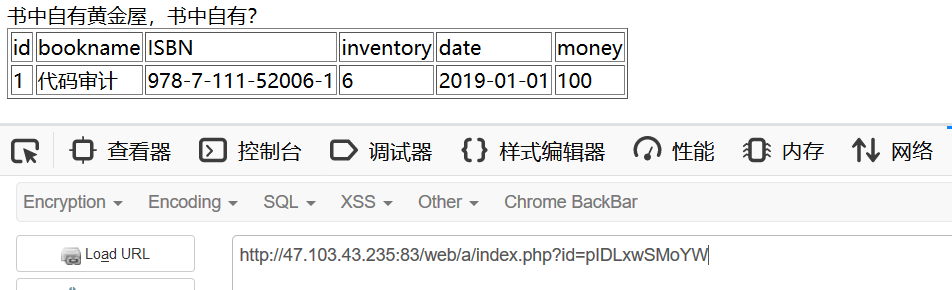 书中自有黄金屋，书中自有？
id bookname ISBN inventory date money
1 代码审计 978-7-111-52006-1 6 2019-01-01 100
查看器 控制台 调试器 样式编辑器 性能 内存 网络
Encryption Encoding SQL XSS Other Chrome BackBar
Load URL http://47.103.43.235:83/web/a/index.php?id=pIDLxwSMoYW